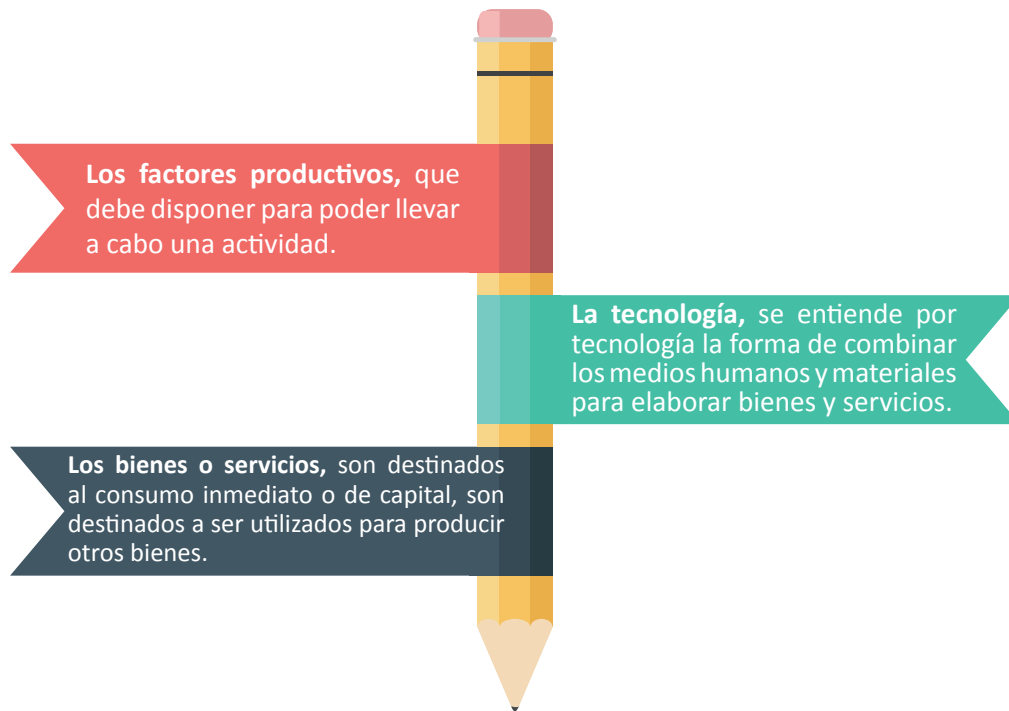 Los factores productivos, que
debe disponer para poder llevar
a cabo una actividad.
La tecnología, se entiende por
tecnología la forma de combinar
los medios humanos y materiales
para elaborar bienes y servicios.
Los bienes o servicios, son destinados
al consumo inmediato o de capital, son
destinados a ser utilizados para producir
otros bienes.